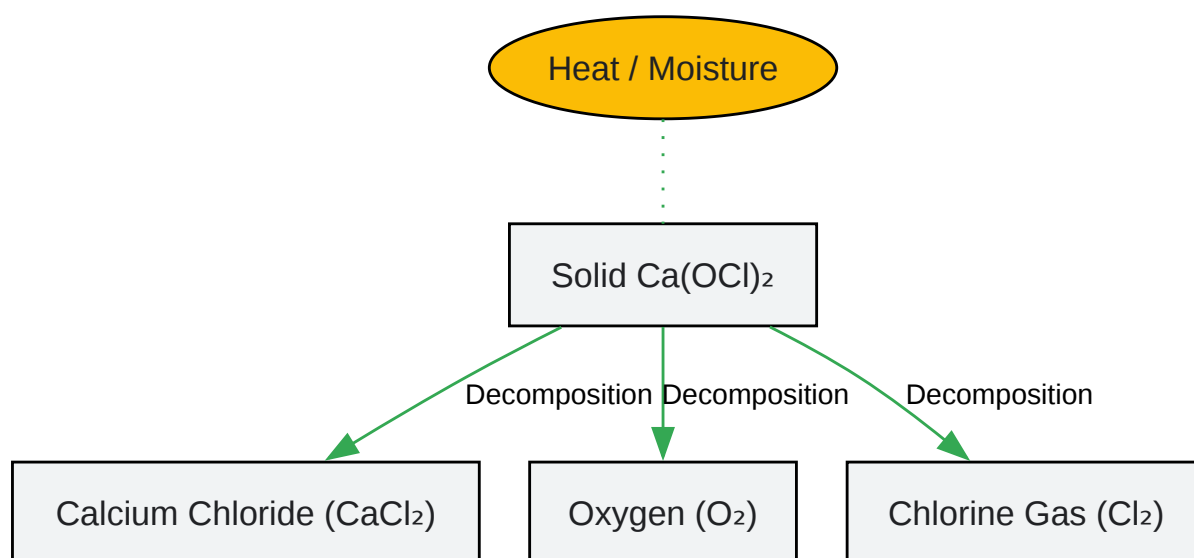 Heat / Moisture
Solid Ca(OCl)₂
Decomposition Decomposition Decomposition
Calcium Chloride (CaCl₂) Oxygen (O₂) Chlorine Gas (Cl₂)